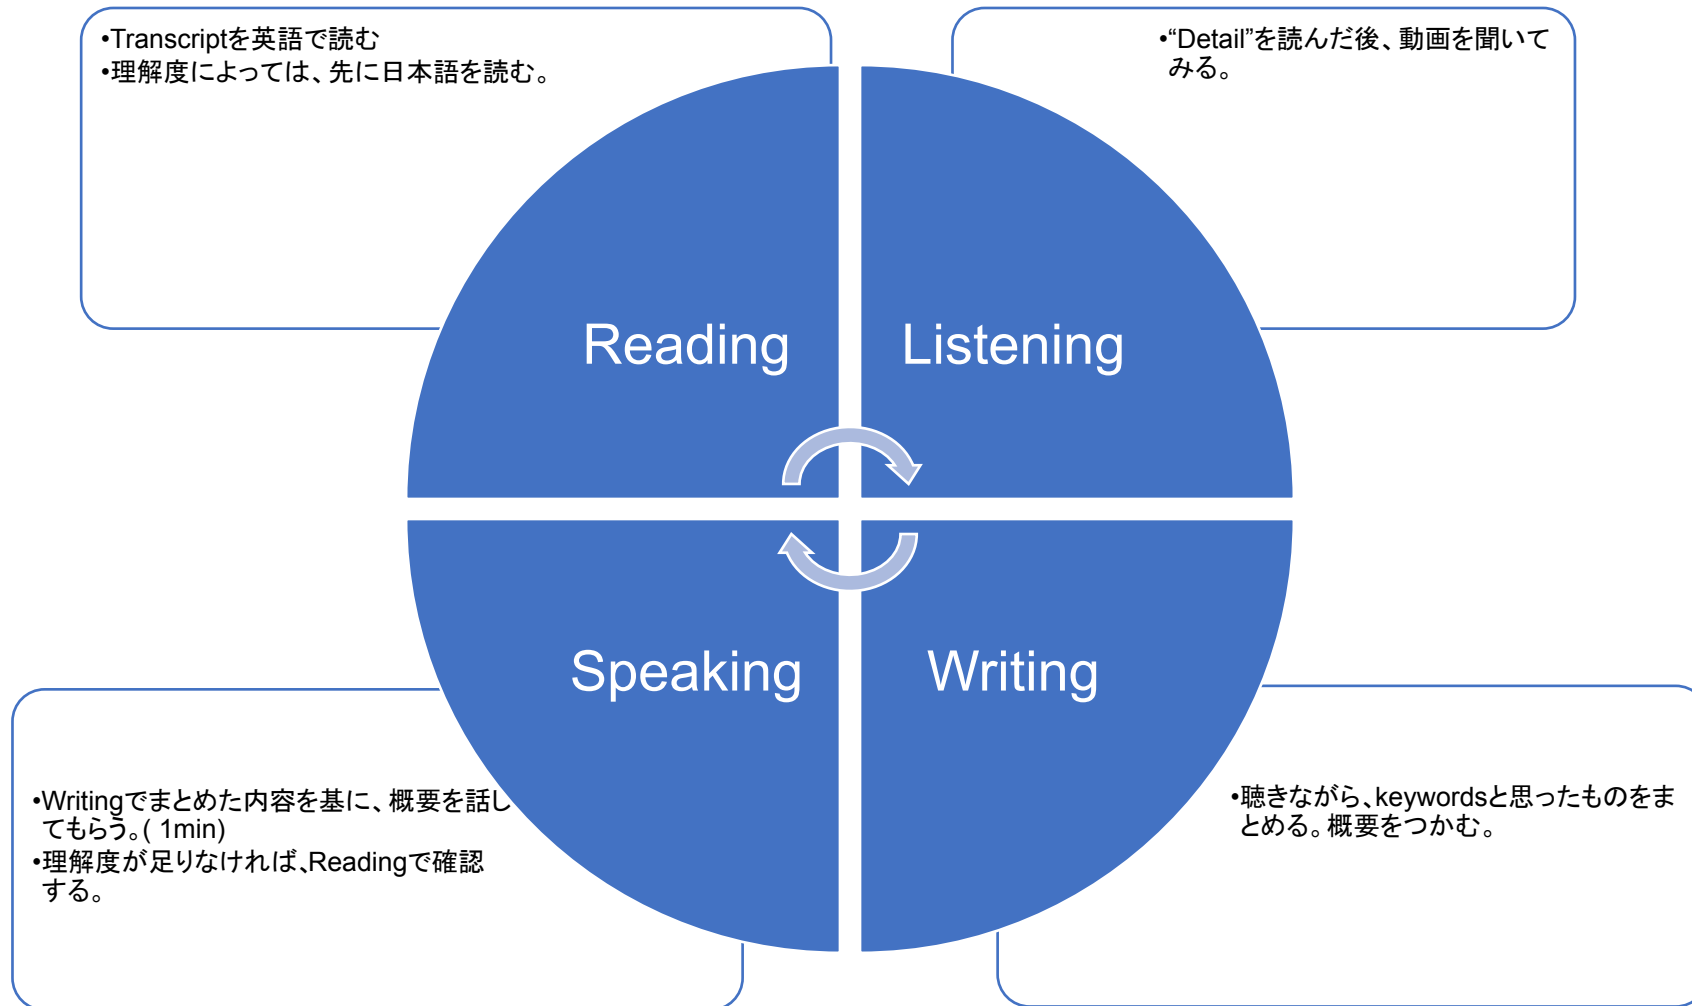 •Transcriptを英語で読む
•理解度によっては、先に日本語を読む。
•“Detail”を読んだ後、動画を聞いて
みる。
Reading
Listening
Speaking
Writing
•Writingでまとめた内容を基に、概要を話し
てもらう。( 1min)
•理解度が足りなければ、Readingで確認
する。
•聴きながら、keywordsと思ったものをま
とめる。概要をつかむ。